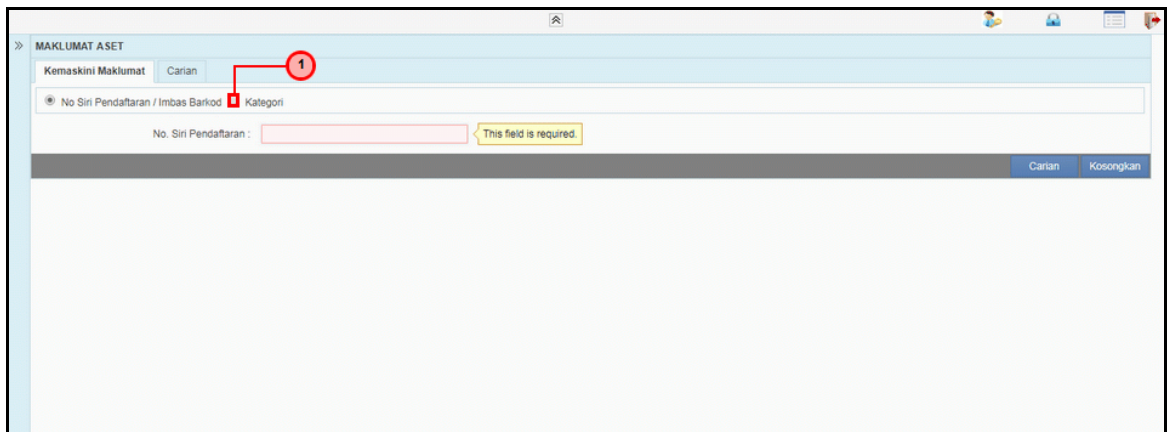 MAKLUMAT ASET
Kemaskini Maklumat Carian
1
No Siri Pendaftaran / Imbas Barkod Kategori
No. Siri Pendaftaran : This field is required.
Carian Kosongkan